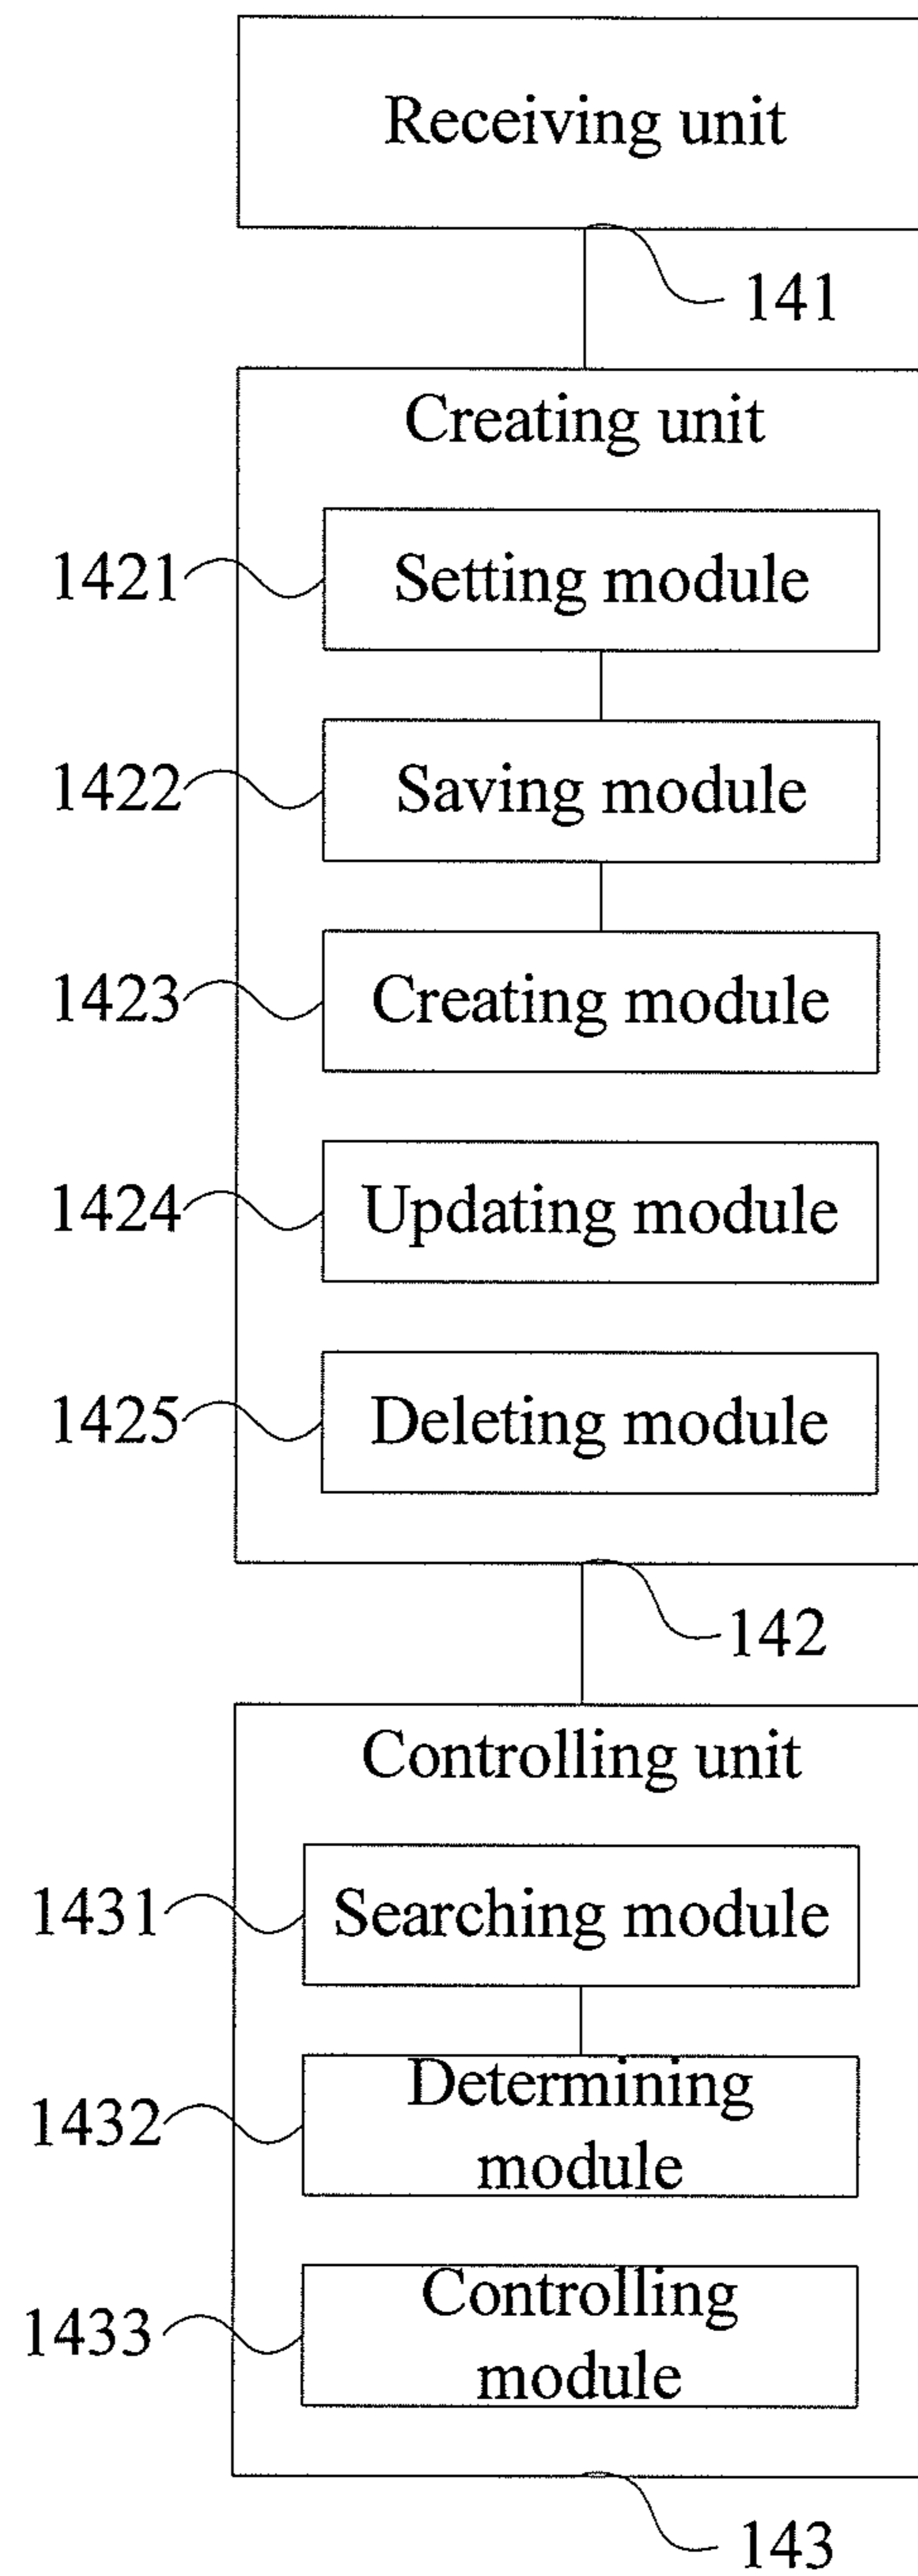 Receiving unit
141
Creating unit
1421
Setting module
1422
Saving module
1423
Creating module
1424
Updating module
1425
Deleting module
142
Controlling unit
1431
Searching module
1432
Determining
module
1433
Controlling
module
143